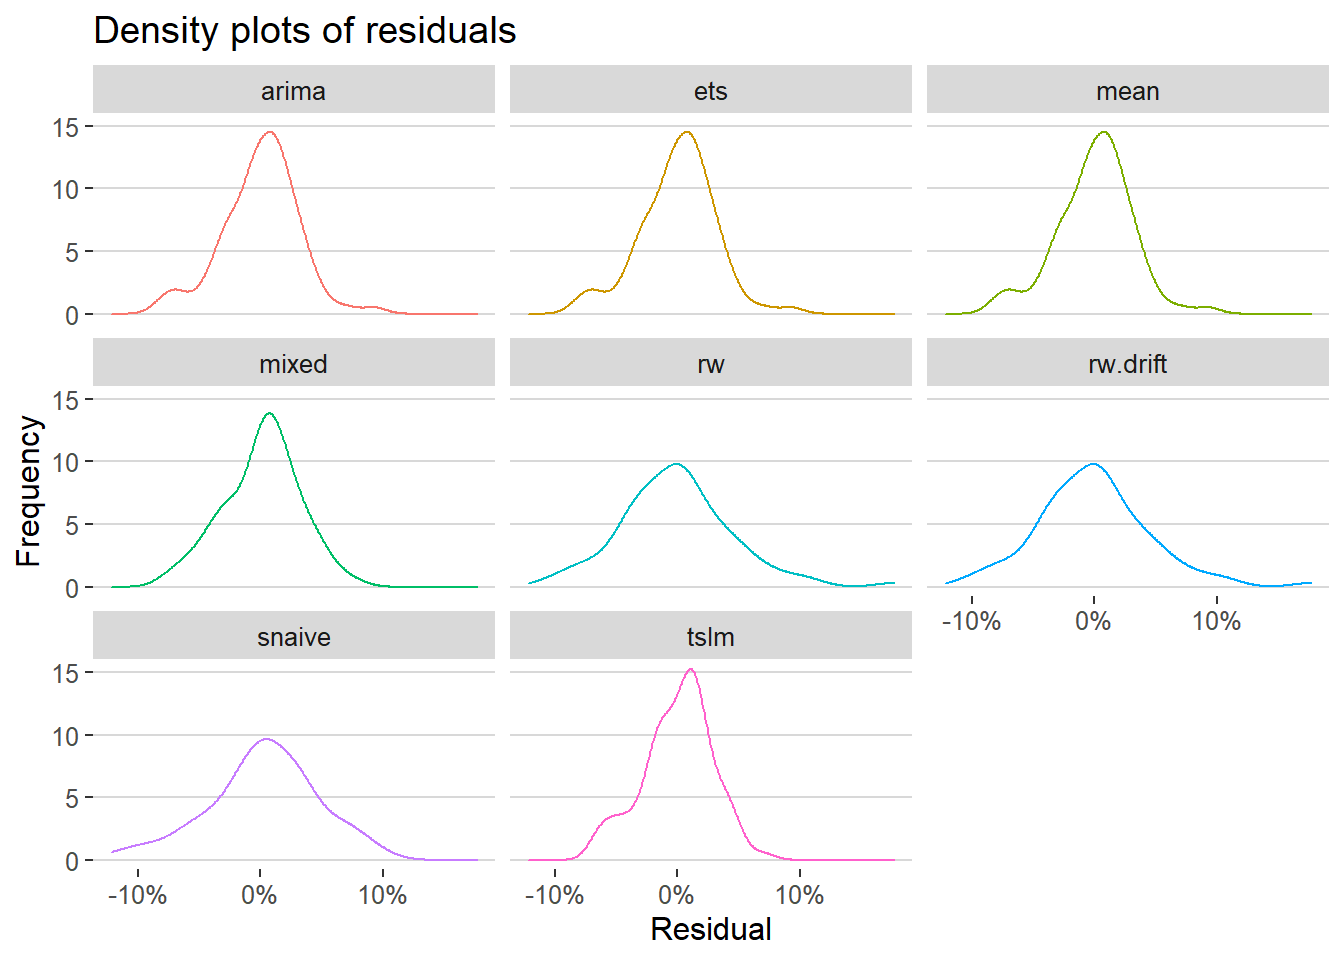 Density plots of residuals
arima ets mean
15
10
5
0
mixed rw rw.drift
15
10
5
0
-10% 0% 10%
snaive tslm
15
10
5
0
-10% 0% 10% -10% 0% 10%
Frequency
Residual